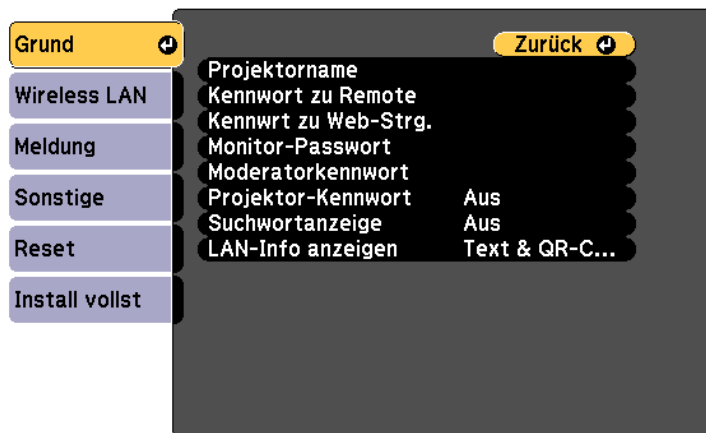 Grund
Wireless LAN
Meldung
Sonstige
Reset
Install vollst
Zurück
Projektorname
Kennwort zu Remote
Kennwrt zu Web-Strg.
Monitor-Passwort
Moderatorkennwort
Projektor-Kennwort Aus
Suchwortanzeige Aus
LAN-Info anzeigen Text & QR-C...